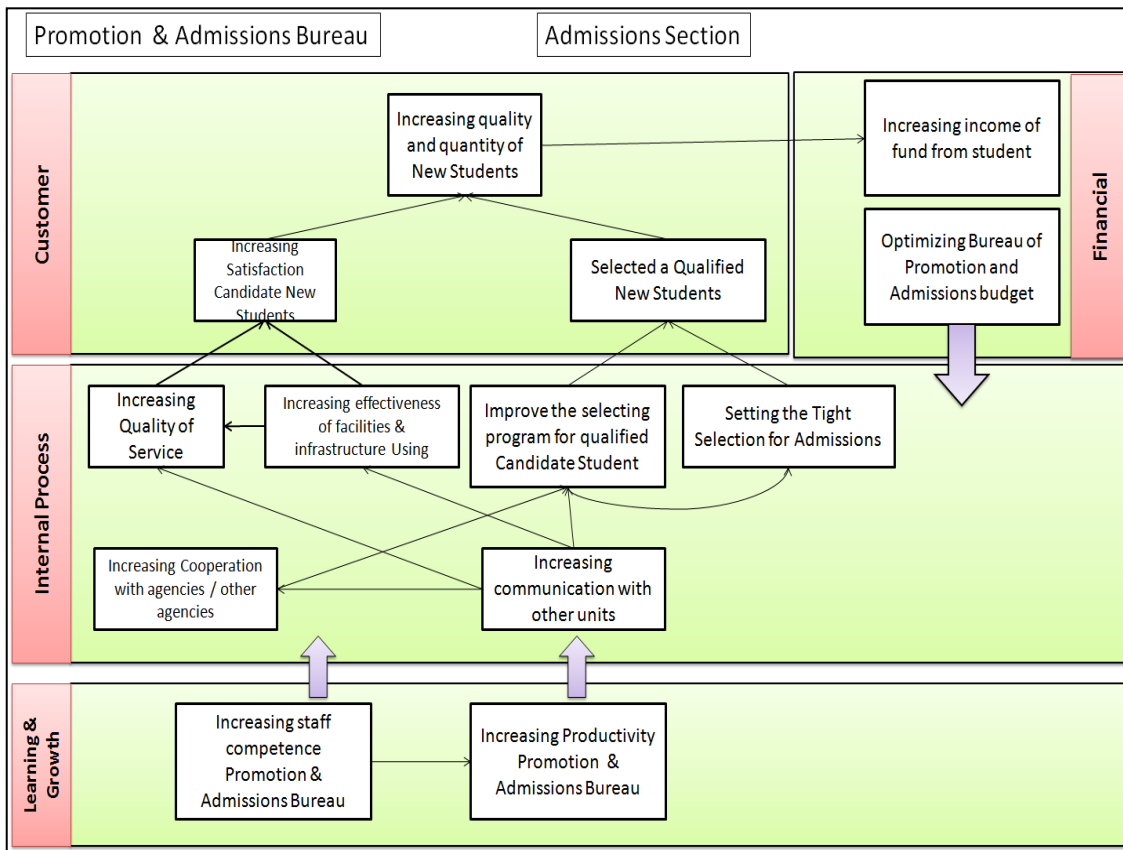 Promotion & Admissions Bureau
Admissions Section
Customer
Increasing quality
and quantity of
New Students
Increasing
Satisfaction
Candidate New
Students
Selected a Qualified
New Students
Increasing income of
fund from student
Optimizing Bureau of
Promotion and
Admissions budget
Financial
Internal Process
Increasing
Quality of
Service
Increasing effectiveness
of facilities &
infrastructure Using
Improve the selecting
program for qualified
Candidate Student
Setting the Tight
Selection for Admissions
Increasing Cooperation
with agencies / other
agencies
Increasing
communication with
other units
Learning &
Growth
Increasing staff
competence
Promotion &
Admissions Bureau
Increasing Productivity
Promotion &
Admissions Bureau